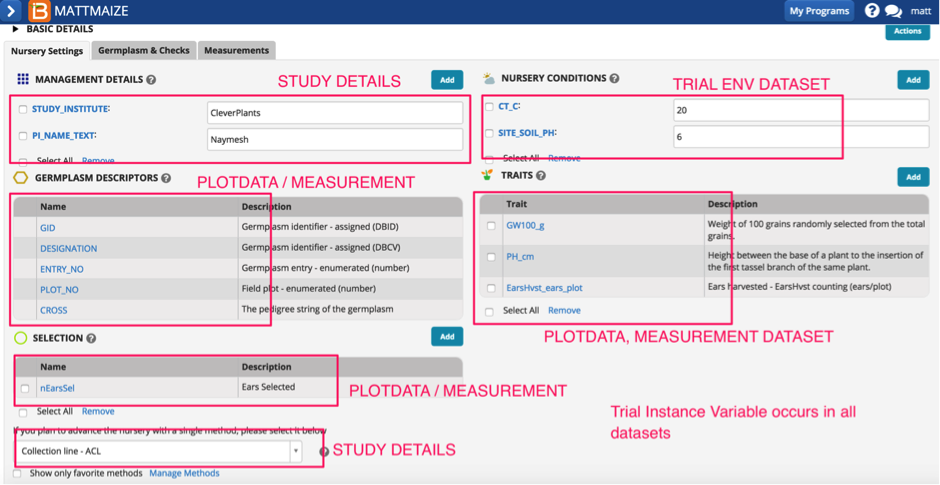 B MATTMAIZE
My Programs
matt
BASIC DETAILS
Actions
Nursery Settings
Germplasm & Checks
Measurements
MANAGEMENT DETAILS
STUDY DETAILS
Add
STUDY_INSTITUTE:
CleverPlants
PI_NAME_TEXT:
Naymesh
Select All Remove
NURSERY CONDITIONS
TRIAL ENV DATASET
Add
CT_C:
20
SITE_SOIL_PH:
6
Select All Remove
GERMPLASM DESCRIPTORS
PLOTDATA / MEASUREMENT
Name Description
GID Germplasm identifier - assigned (DBID)
DESIGNATION Germplasm identifier - assigned (DBCV)
ENTRY_NO Germplasm entry - enumerated (number)
PLOT_NO Field plot - enumerated (number)
CROSS The pedigree string of the germplasm
TRAITS
Add
Trait Description
GW100_g Weight of 100 grains randomly selected from the total
grains.
PH_cm Height between the base of a plant to the insertion of
the first tassel branch of the same plant.
EarsHvst_ears_plot Ears harvested - EarsHvst counting (ears/plot)
Select All Remove
PLOTDATA, MEASUREMENT DATASET
SELECTION
Add
Name Description
nEarsSel Ears Selected
PLOTDATA / MEASUREMENT
Select All Remove
If you plan to advance the nursery with a single method, please select it below
Collection line - ACL
STUDY DETAILS
Show only favorite methods Manage Methods
Trial Instance Variable occurs in all
datasets